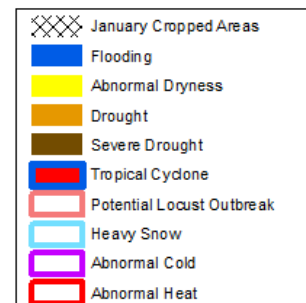 January Cropped Areas
Flooding
Abnormal Dryness
Drought
Severe Drought
Tropical Cyclone
Potential Locust Outbreak
Heavy Snow
Abnormal Cold
Abnormal Heat